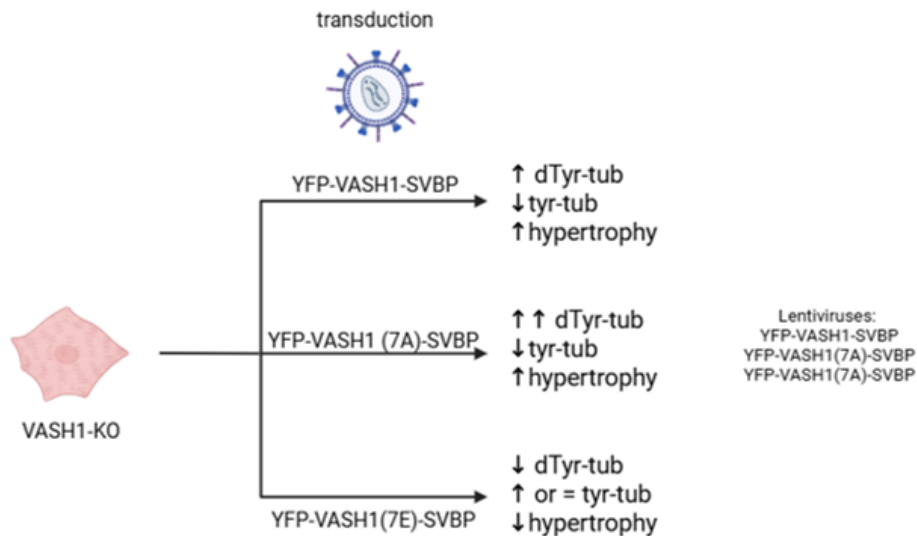 transduction
YFP-VASH1-SVBP
↑ dTyr-tub
↓ tyr-tub
↑ hypertrophy
VASH1-KO
YFP-VASH1 (7A)-SVBP
↑ ↑ dTyr-tub
↓ tyr-tub
↑ hypertrophy
Lentiviruses:
YFP-VASH1-SVBP
YFP-VASH1(7A)-SVBP
YFP-VASH1(7A)-SVBP
YFP-VASH1(7E)-SVBP
↓ dTyr-tub
↑ or = tyr-tub
↓ hypertrophy